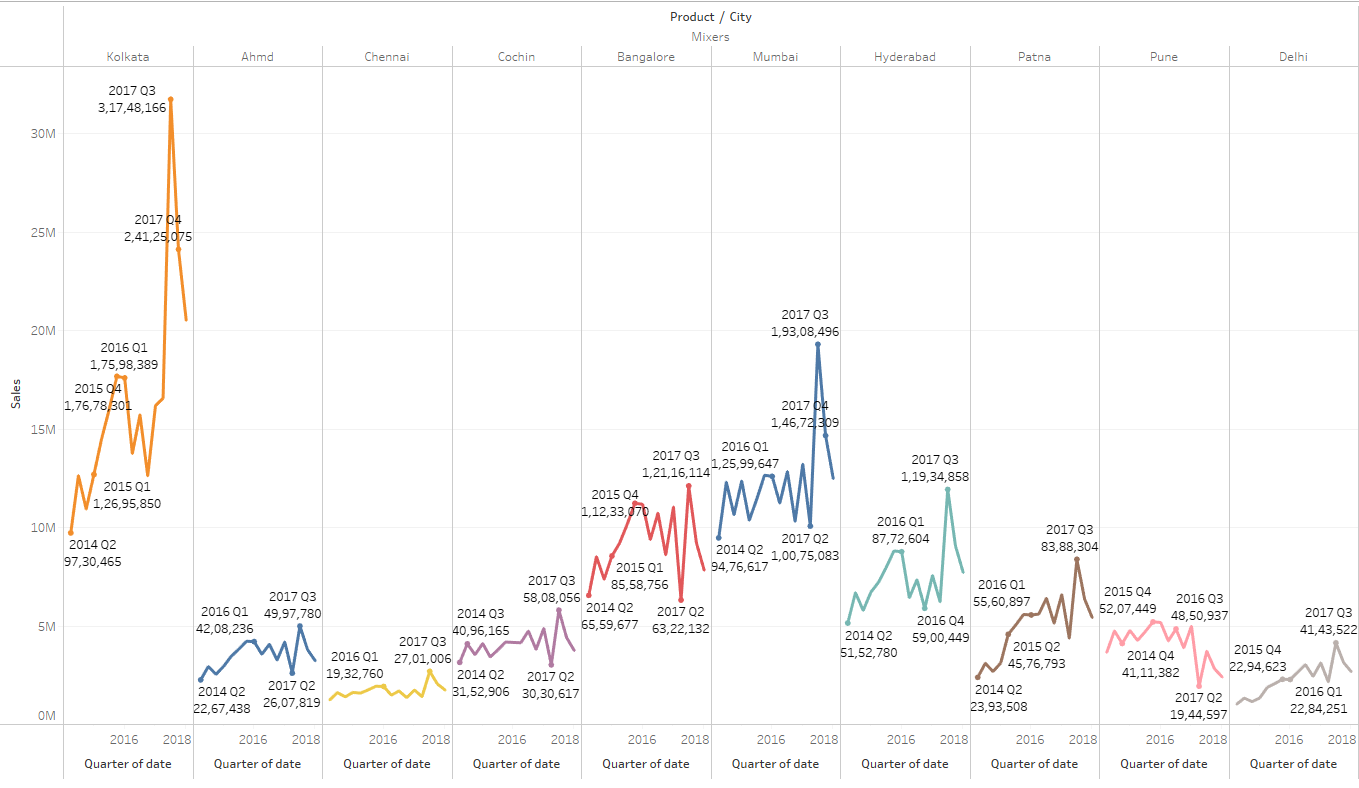 Product / City
Mixers
Kolkata Ahmd Chennai Cochin Bangalore Mumbai Hyderabad Patna Pune Delhi
Sales
30M
25M
20M
15M
10M
5M
0M
2017 Q3
3,17,48,166
2017 Q4
2,41,25,075
2016 Q1
1,75,98,389
2015 Q4
1,76,78,301
2015 Q1
1,26,95,850
2014 Q2
97,30,465
2017 Q3
49,97,780
2016 Q1
42,08,236
2014 Q2
22,67,438
2017 Q2
26,07,819
2017 Q3
27,01,006
2016 Q1
19,32,760
2017 Q3
58,08,056
2014 Q3
40,96,165
2014 Q2
31,52,906
2017 Q2
30,30,617
2017 Q3
1,21,16,114
2015 Q4
1,12,33,070
2015 Q1
85,58,756
2014 Q2
65,59,677
2017 Q2
63,22,132
2017 Q3
1,93,08,496
2017 Q4
1,46,72,309
2016 Q1
1,25,99,647
2014 Q2
94,76,617
2017 Q2
1,00,75,083
2017 Q3
1,19,34,858
2016 Q1
87,72,604
2014 Q2
51,52,780
2016 Q4
59,00,449
2017 Q3
83,88,304
2016 Q1
55,60,897
2015 Q2
45,76,793
2014 Q2
23,93,508
2015 Q4
52,07,449
2016 Q3
48,50,937
2014 Q4
41,11,382
2017 Q2
19,44,597
2017 Q3
41,43,522
2015 Q4
22,94,623
2016 Q1
22,84,251
2016 2018 2016 2018 2016 2018 2016 2018 2016 2018 2016 2018 2016 2018 2016 2018 2016 2018 2016 2018
Quarter of date Quarter of date Quarter of date Quarter of date Quarter of date Quarter of date Quarter of date Quarter of date Quarter of date Quarter of date